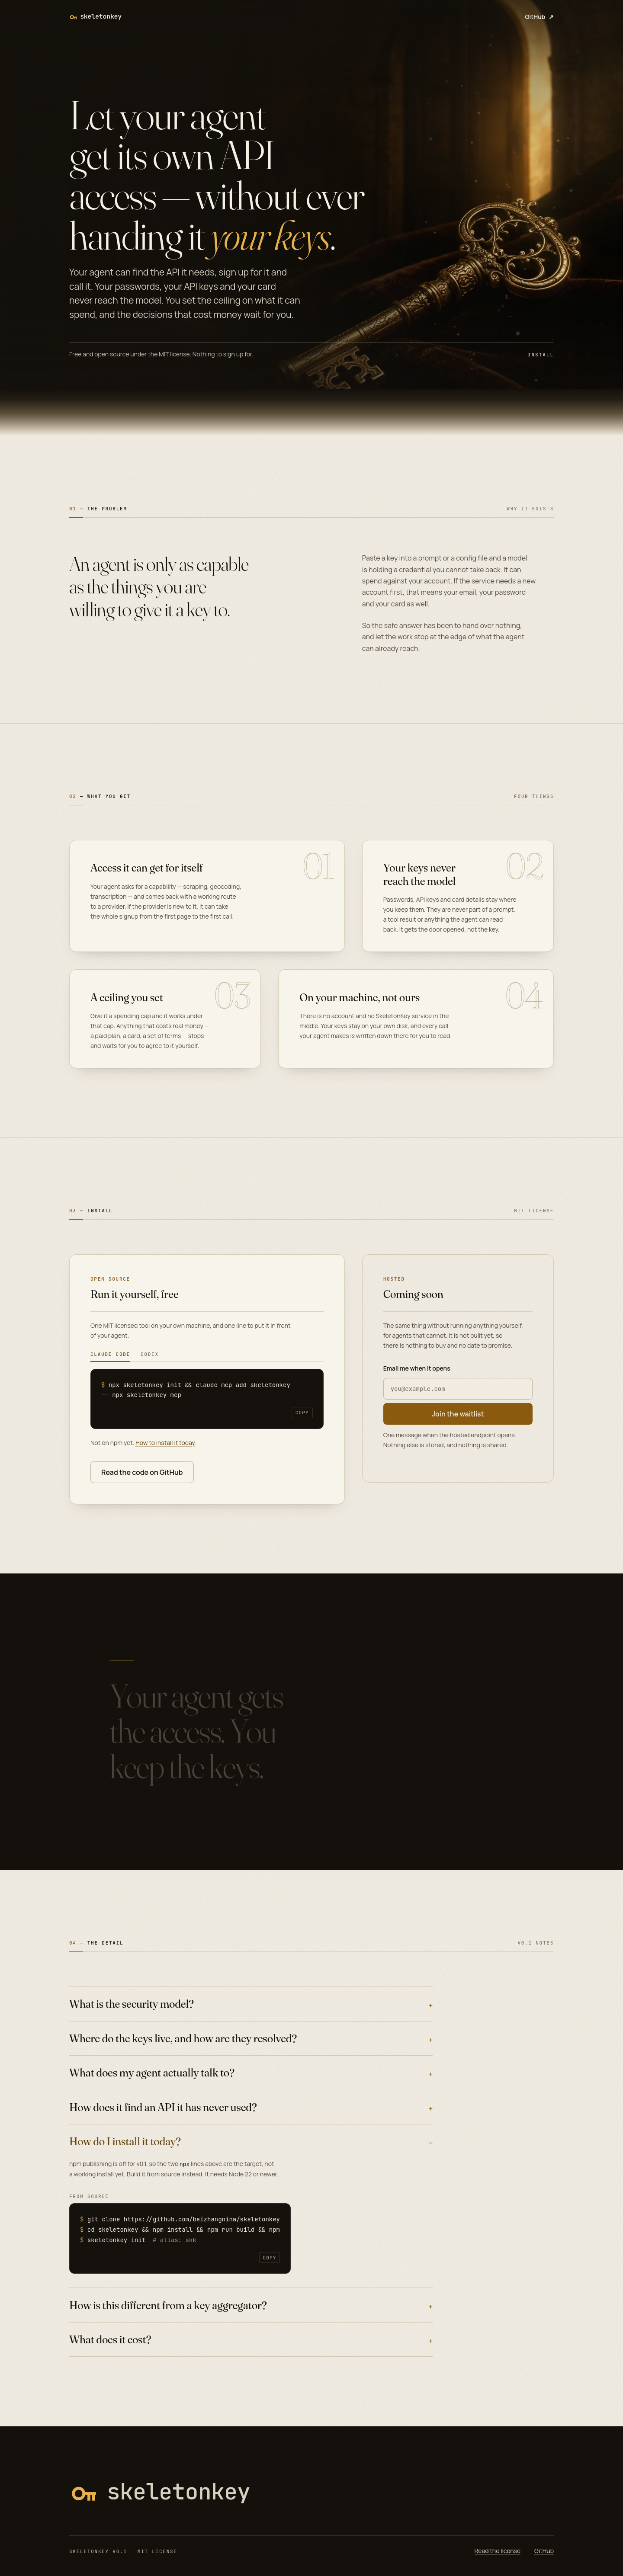 skeletonkey
GitHub ↗
Let your agent
get its own API
access — without ever
handing it your keys.
Your agent can find the API it needs, sign up for it and
call it. Your passwords, your API keys and your card
never reach the model. You set the ceiling on what it can
spend, and the decisions that cost money wait for you.
Free and open source under the MIT license. Nothing to sign up for.
INSTALL
01 — THE PROBLEM
WHY IT EXISTS
An agent is only as capable
as the things you are
willing to give it a key to.
Paste a key into a prompt or a config file and a model
is holding a credential you cannot take back. It can
spend against your account. If the service needs a new
account first, that means your email, your password
and your card as well.
So the safe answer has been to hand over nothing,
and let the work stop at the edge of what the agent
can already reach.
02 — WHAT YOU GET
FOUR THINGS
01
Access it can get for itself
Your agent asks for a capability — scraping, geocoding,
transcription — and comes back with a working route
to a provider. If the provider is new to it, it can take
the whole signup from the first page to the first call.
02
Your keys never
reach the model
Passwords, API keys and card details stay where
you keep them. They are never part of a prompt,
a tool result or anything the agent can read
back. It gets the door opened, not the key.
03
A ceiling you set
Give it a spending cap and it works under
that cap. Anything that costs real money —
a paid plan, a card, a set of terms — stops
and waits for you to agree to it yourself.
04
On your machine, not ours
There is no account and no SkeletonKey service in the
middle. Your keys stay on your own disk, and every call
your agent makes is written down there for you to read.
03 — INSTALL
MIT LICENSE
OPEN SOURCE
Run it yourself, free
One MIT licensed tool on your own machine, and one line to put it in front
of your agent.
CLAUDE CODE CODEX
$ npx skeletonkey init && claude mcp add skeletonkey
-- npx skeletonkey mcp
COPY
Not on npm yet. How to install it today.
Read the code on GitHub
HOSTED
Coming soon
The same thing without running anything yourself,
for agents that cannot. It is not built yet, so
there is nothing to buy and no date to promise.
Email me when it opens
you@example.com
Join the waitlist
One message when the hosted endpoint opens.
Nothing else is stored, and nothing is shared.
Your agent gets
the access. You
keep the keys.
04 — THE DETAIL
V0.1 NOTES
What is the security model? +
Where do the keys live, and how are they resolved? +
What does my agent actually talk to? +
How does it find an API it has never used? +
How do I install it today? –
npm publication is off for v0.1, so the two npx lines above are the target, not
a working install yet. Build it from source instead. It needs Node 22 or newer.
FROM SOURCE
$ git clone https://github.com/beizhangnina/skeletonkey
$ cd skeletonkey && npm install && npm run build && npm
$ skeletonkey init # alias: skk
COPY
How is this different from a key aggregator? +
What does it cost? +
skeletonkey
SKELETONKEY V0.1 MIT LICENSE
Read the license GitHub